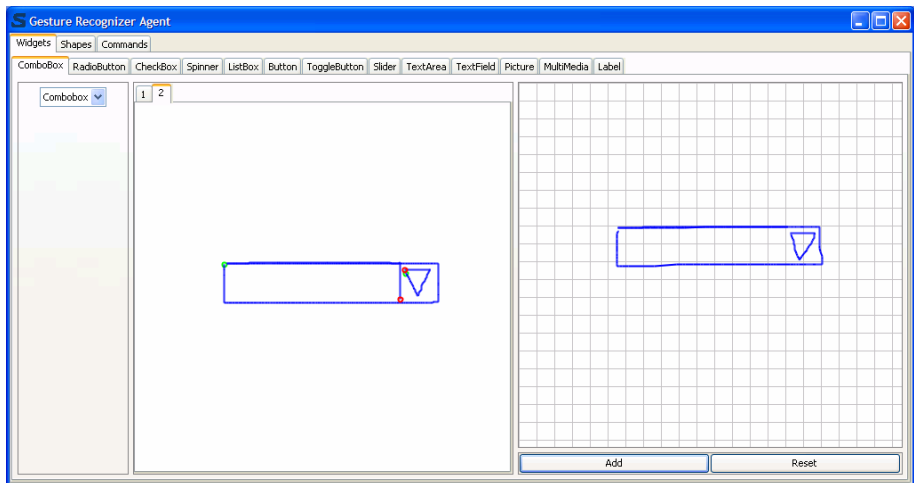 Gesture Recognizer Agent
Widgets Shapes Commands
ComboBox RadioButton CheckBox Spinner ListBox Button ToggleButton Slider TextArea TextField Picture MultiMedia Label
Combobox
1 2
Add Reset